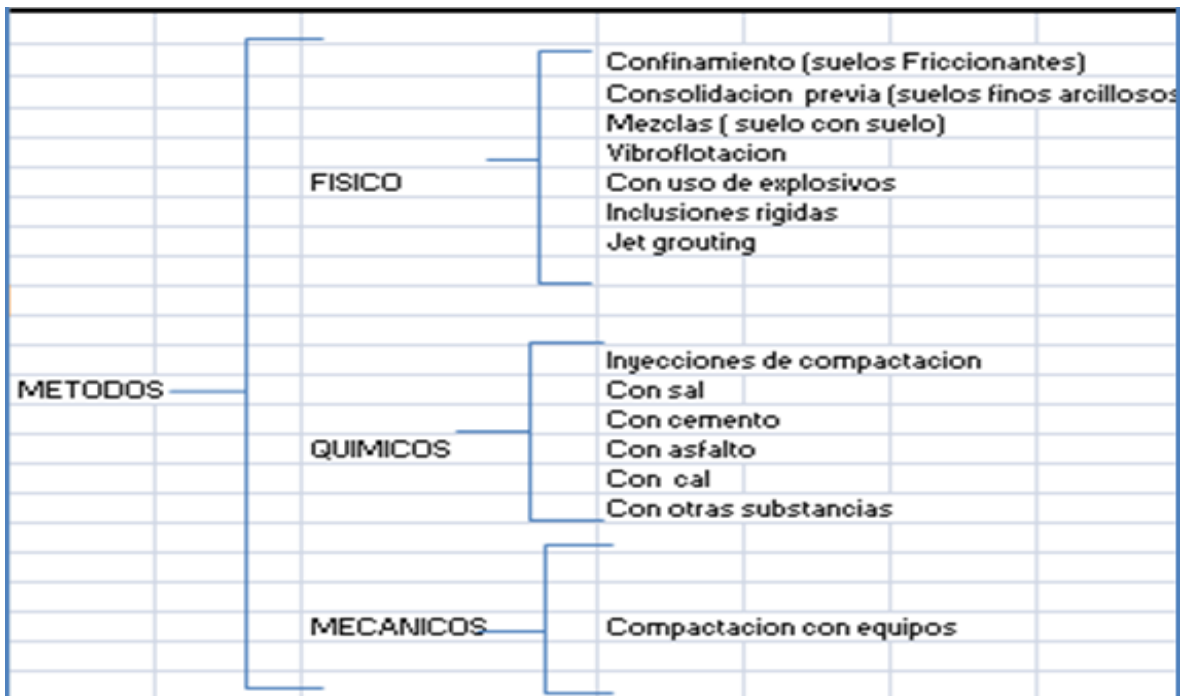 METODOS
FISICO
Confinamiento (suelos Friccionantes)
Consolidacion previa (suelos finos arcillosos
Mezclas ( suelo con suelo)
Vibroflotacion
Con uso de explosivos
Inclusiones rigidas
Jet grouting
QUIMICOS
Inyecciones de compactacion
Con sal
Con cemento
Con asfalto
Con cal
Con otras substancias
MECANICOS
Compactacion con equipos